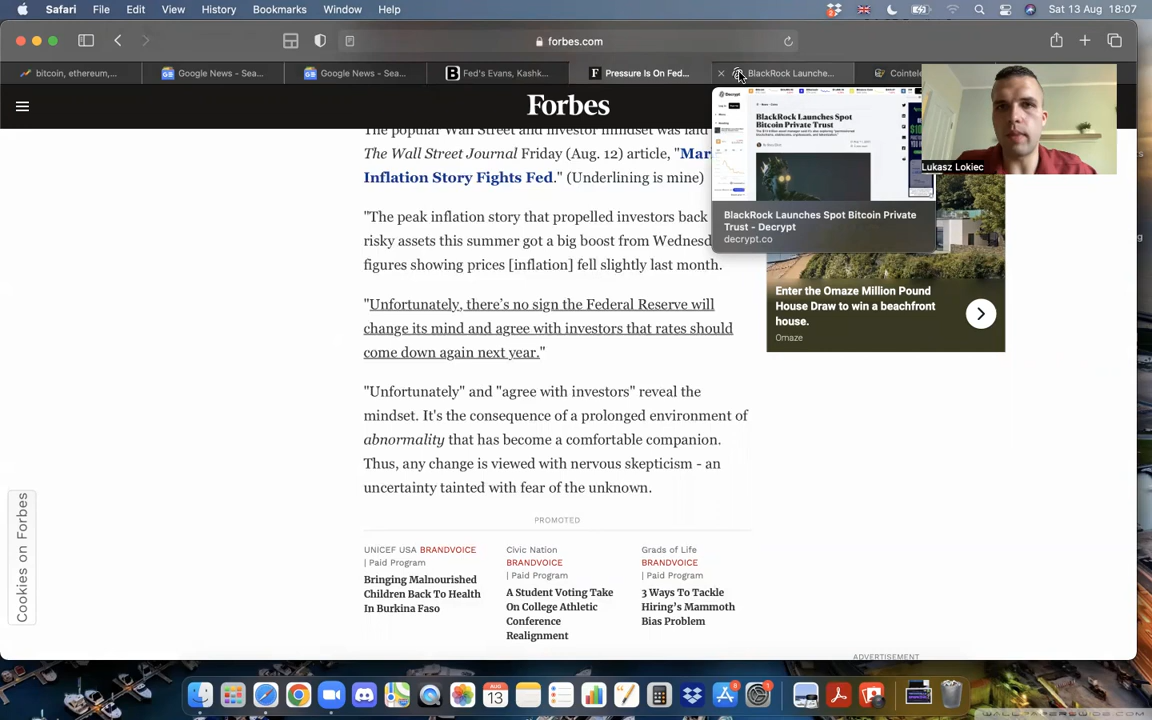 Safari File Edit View History Bookmarks Window Help
Sat 13 Aug 18:07
forbes.com
bitcoin, ethereum,...
Google News - Sea...
Google News - Sea...
Fed's Evans, Kashk...
Pressure Is On Fed...
BlackRock Launche...
Cointele
Forbes
The popular Wall Street and investor mindset was laid
The Wall Street Journal Friday (Aug. 12) article, "Mar
Inflation Story Fights Fed." (Underlining is mine)
"The peak inflation story that propelled investors back
risky assets this summer got a big boost from Wednesd
figures showing prices [inflation] fell slightly last month.
"Unfortunately, there's no sign the Federal Reserve will
change its mind and agree with investors that rates should
come down again next year."
"Unfortunately" and "agree with investors" reveal the
mindset. It's the consequence of a prolonged environment of
abnormality that has become a comfortable companion.
Thus, any change is viewed with nervous skepticism - an
uncertainty tainted with fear of the unknown.
Decrypt
BlackRock Launches Spot
Bitcoin Private Trust
BlackRock Launches Spot Bitcoin Private
Trust - Decrypt
decrypt.co
Lukasz Lokiec
Enter the Omaze Million Pound
House Draw to win a beachfront
house.
Omaze
PROMOTED
UNICEF USA BRANDVOICE
| Paid Program
Bringing Malnourished
Children Back To Health
In Burkina Faso
Civic Nation
BRANDVOICE
| Paid Program
A Student Voting Take
On College Athletic
Conference
Realignment
Grads of Life
BRANDVOICE
| Paid Program
3 Ways To Tackle
Hiring's Mammoth
Bias Problem
ADVERTISEMENT
Cookies on Forbes
AUG
13